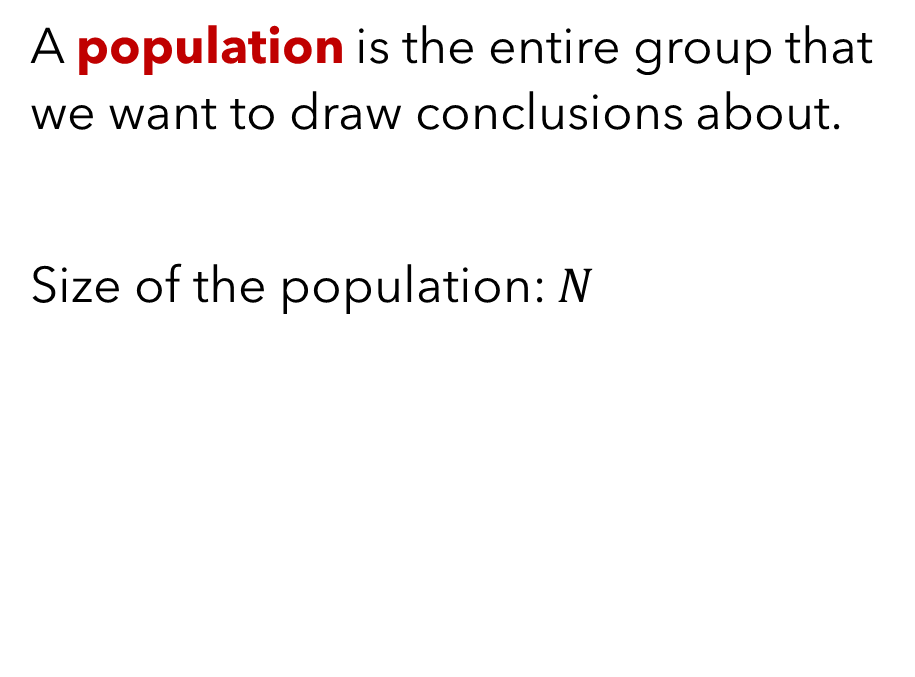 A population is the entire group that
we want to draw conclusions about.
Size of the population: N